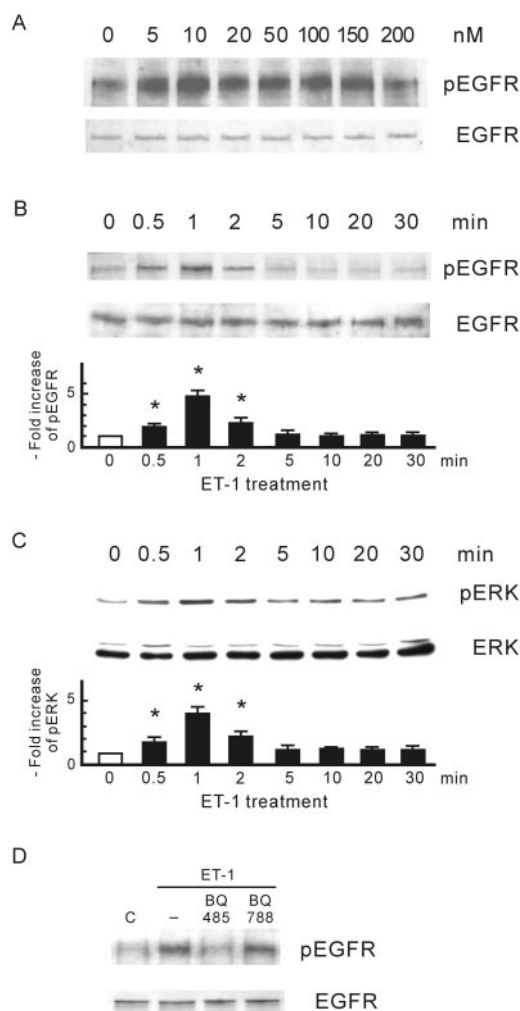 A
0 5 10 20 50 100 150 200 nM
pEGFR
EGFR
B
0 0.5 1 2 5 10 20 30 min
pEGFR
EGFR
- Fold increase
of pEGFR
5
0
* * *
0 0.5 1 2 5 10 20 30 min
ET-1 treatment
C
0 0.5 1 2 5 10 20 30 min
pERK
ERK
- Fold increase
of pERK
5
0
* * *
0 0.5 1 2 5 10 20 30 min
ET-1 treatment
D
ET-1
C – BQ BQ
485 788
pEGFR
EGFR